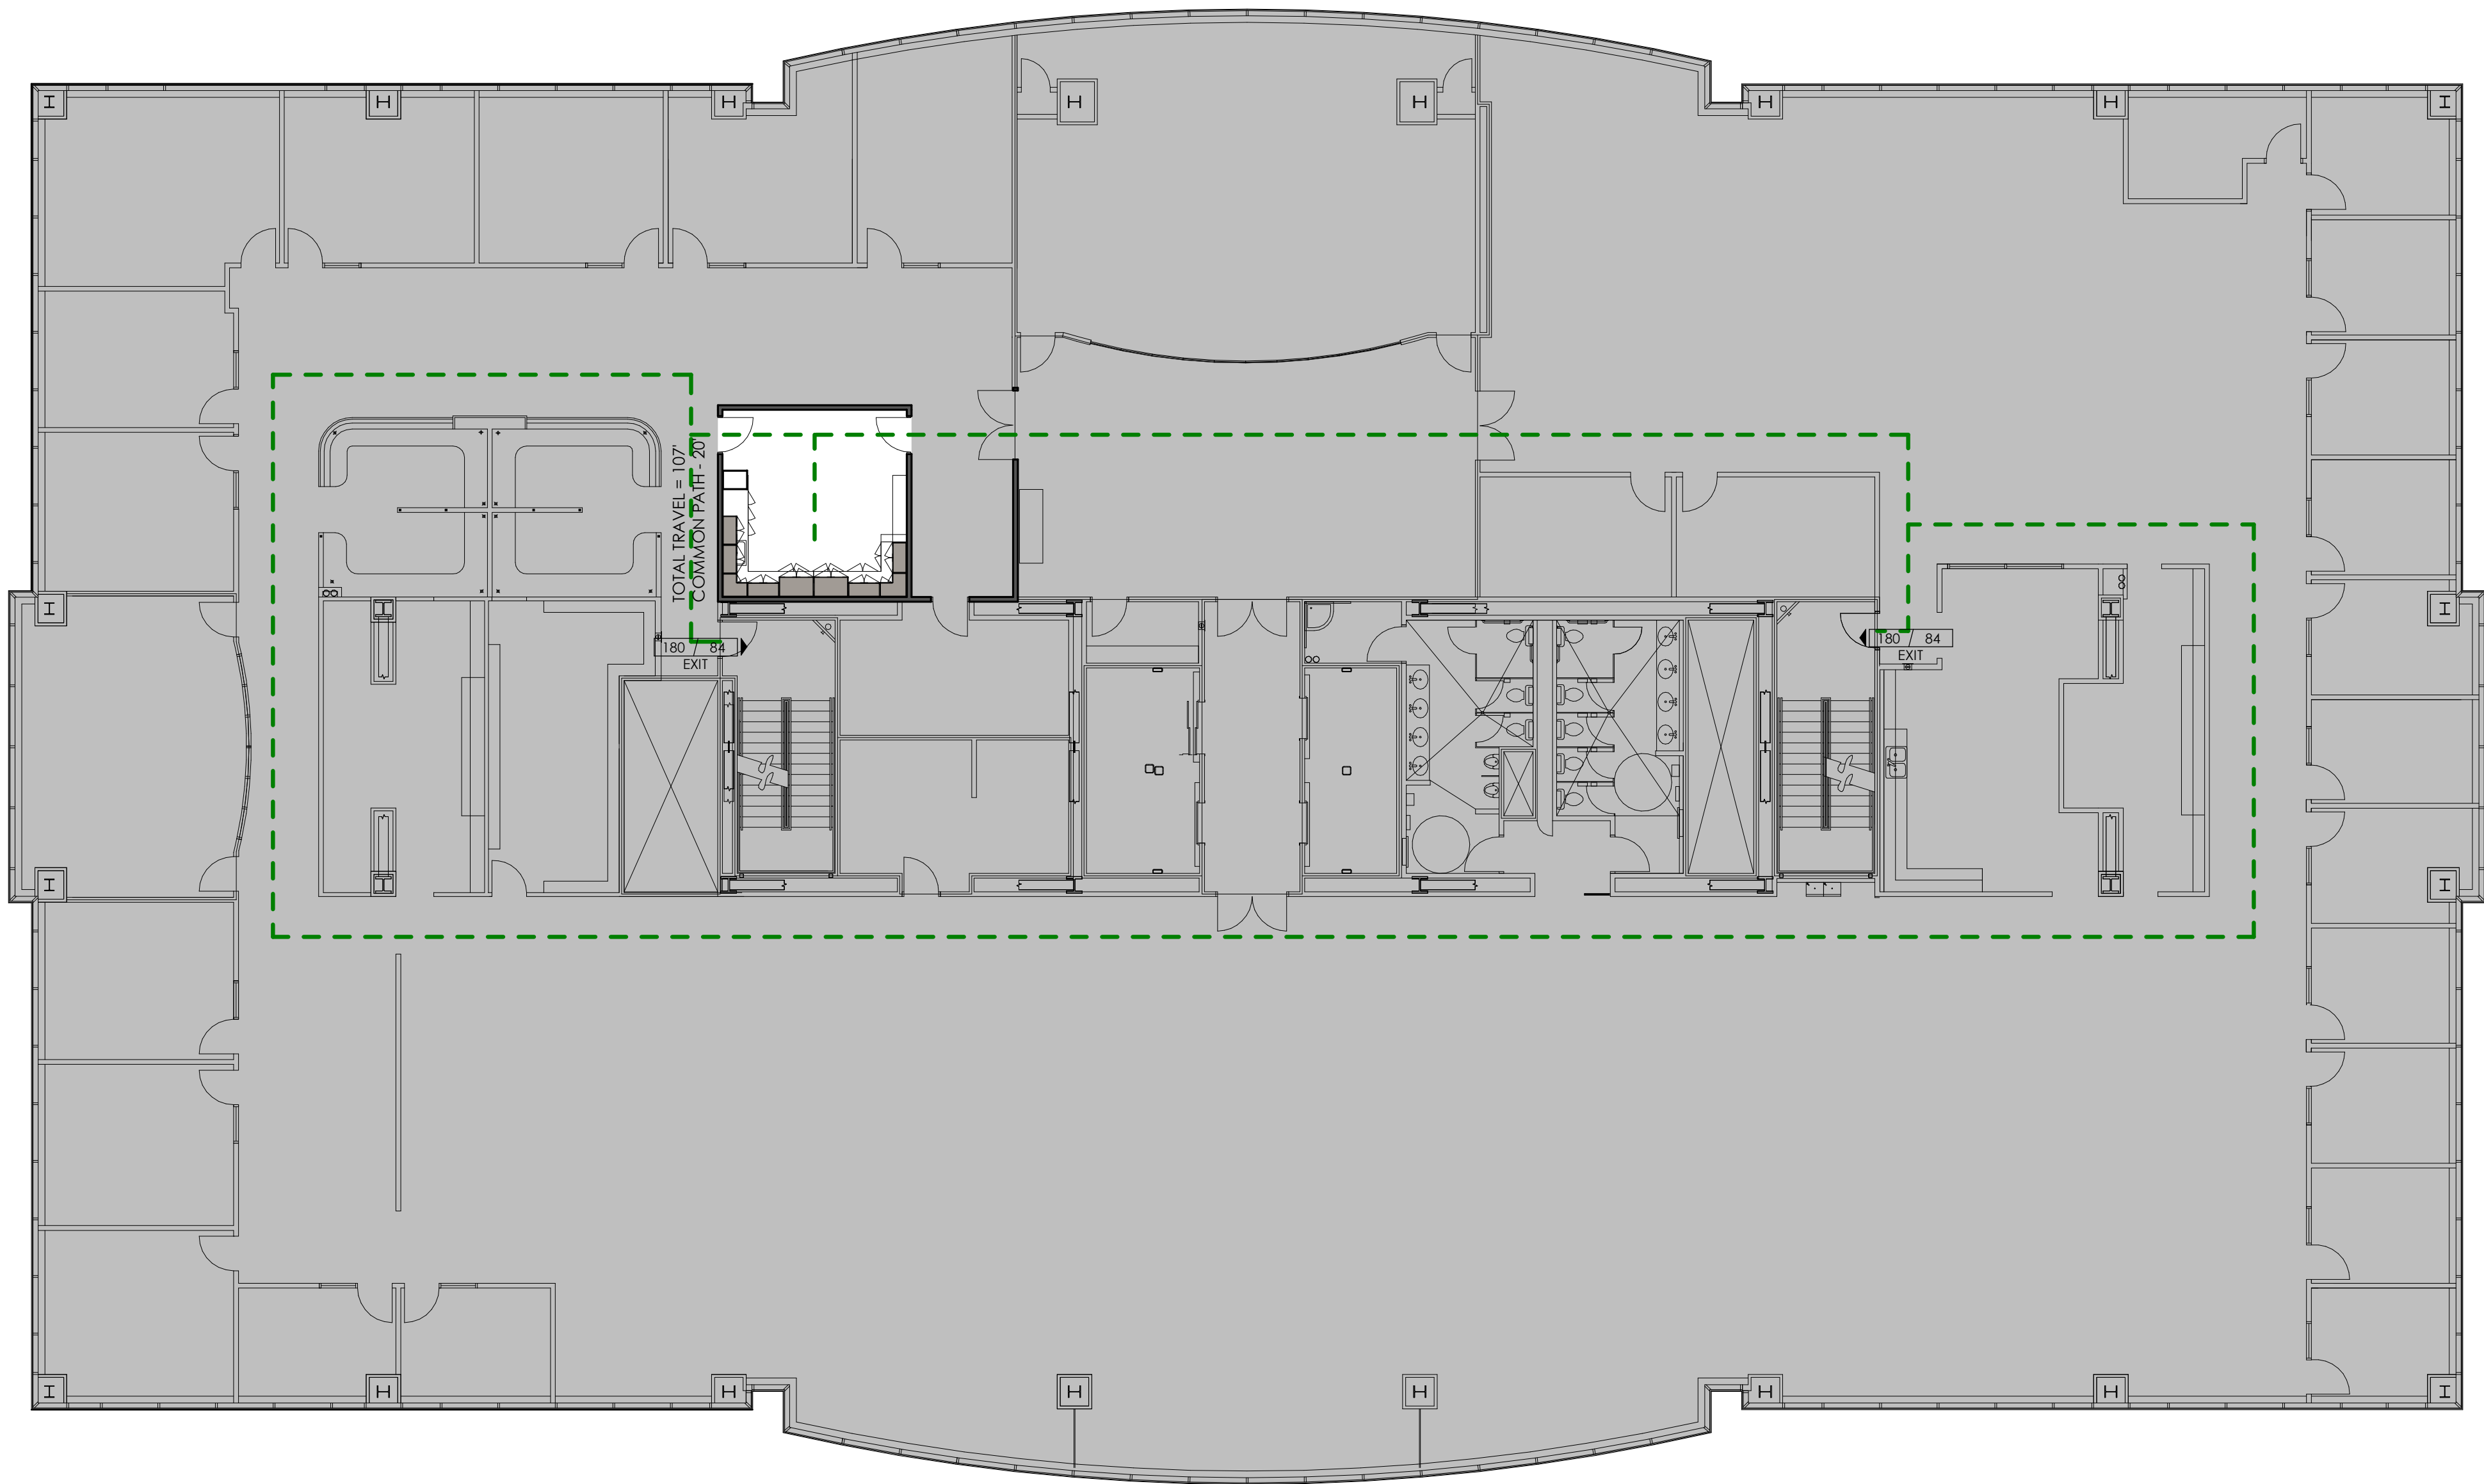 TOTAL TRAVEL = 107'
COMMON PATH - 20'
180 / 84
EXIT
180 / 84
EXIT